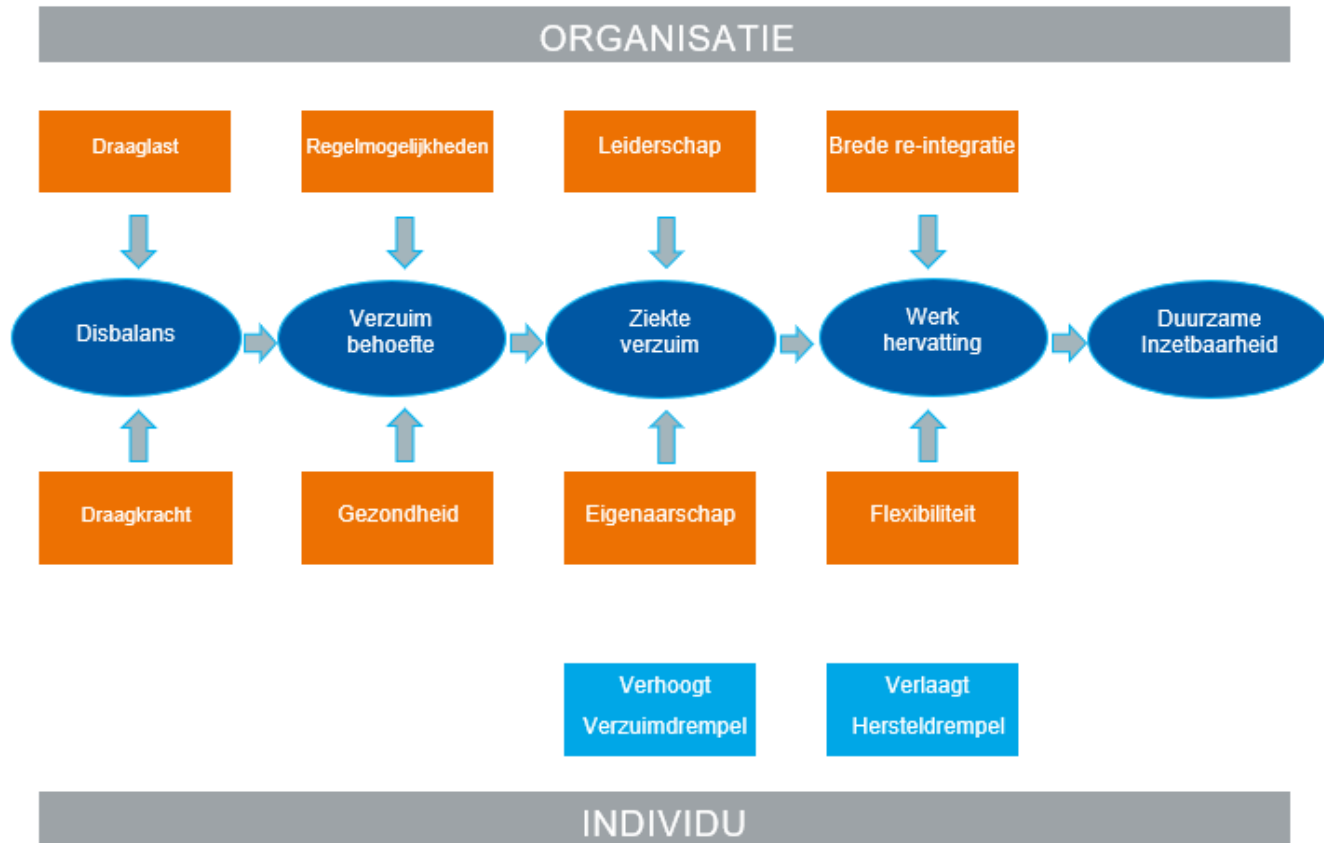 ORGANISATIE
Draaglast
Regelmogelijkheden
Leiderschap
Brede re-integratie
Disbalans
Verzuim
behoefte
Ziekte
verzuim
Werk
hervatting
Duurzame
Inzetbaarheid
Draagkracht
Gezondheid
Eigenaarschap
Flexibiliteit
Verhoogt
Verzuimdrempel
Verlaagt
Hersteldrempel
INDIVIDU